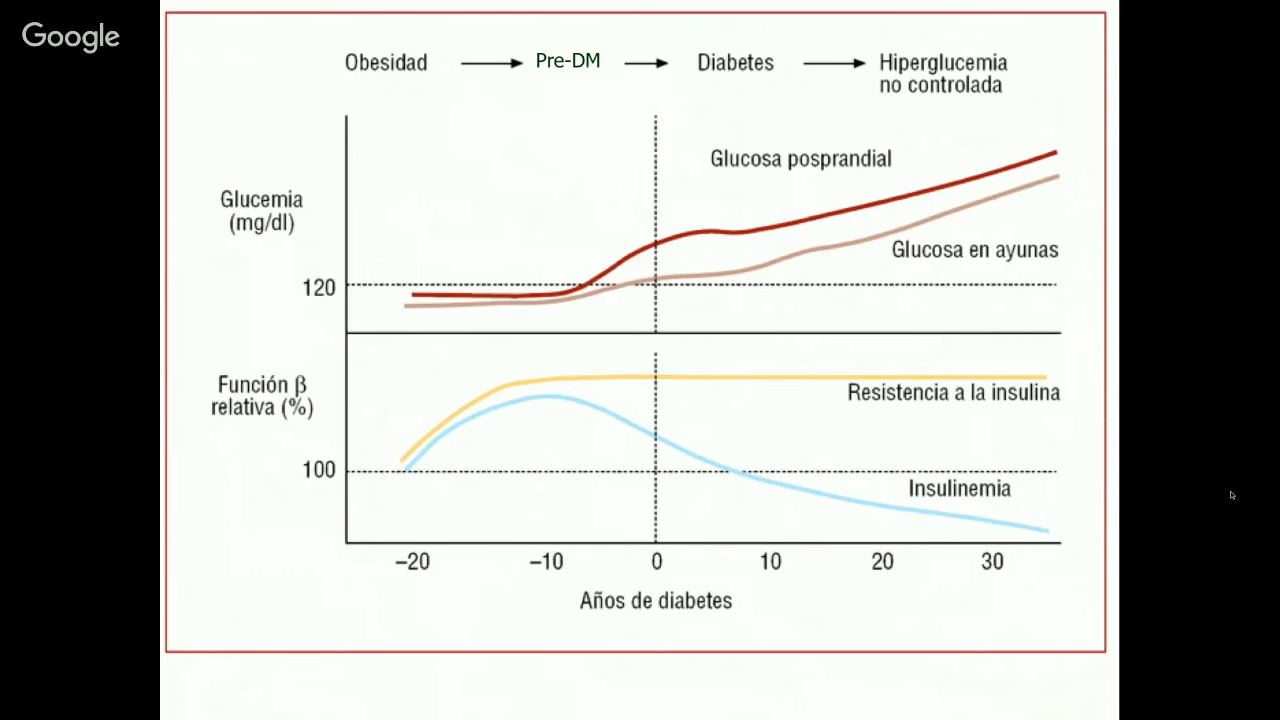 Google
Obesidad → Pre-DM → Diabetes → Hiperglucemia
no controlada
Glucosa posprandial
Glucemia
(mg/dl)
Glucosa en ayunas
120
Función β
relativa (%)
Resistencia a la insulina
100
Insulinemia
–20 –10 0 10 20 30
Años de diabetes